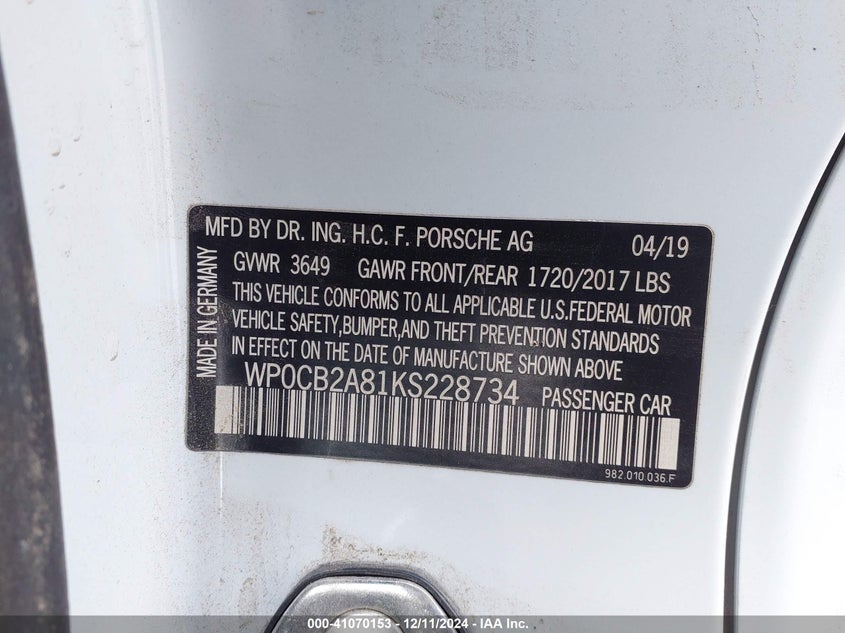 MFD BY DR. ING. H.C. F. PORSCHE AG 04/19
GVWR 3649 GAWR FRONT/REAR 1720/2017 LBS
THIS VEHICLE CONFORMS TO ALL APPLICABLE U.S.FEDERAL MOTOR
VEHICLE SAFETY,BUMPER,AND THEFT PREVENTION STANDARDS
IN EFFECT ON THE DATE OF MANUFACTURE SHOWN ABOVE
WP0CB2A81KS228734 PASSENGER CAR
982.010.036.F
MADE IN GERMANY
000-41070153 - 12/11/2024 - IAA Inc.